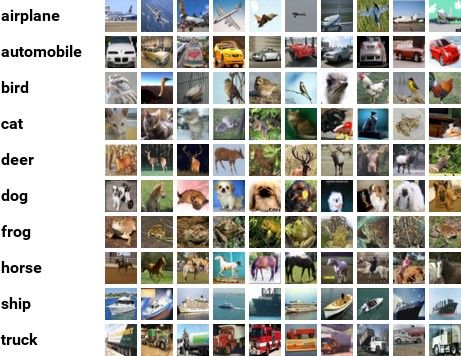 airplane
automobile
bird
cat
deer
dog
frog
horse
ship
truck